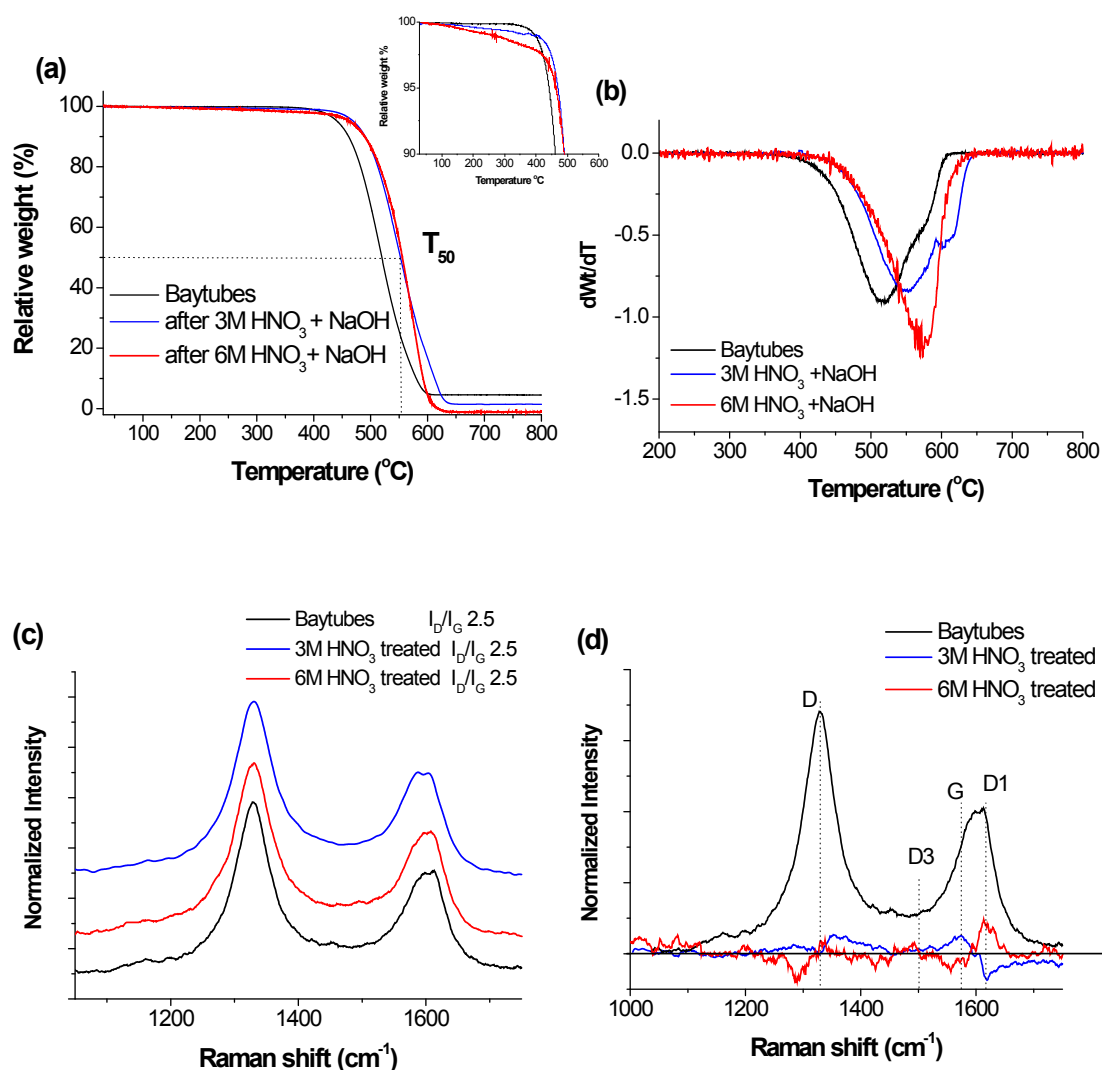 (a)
Relative weight %
100
95
90
0 100 200 300 400 500 600
Temperature °C
Relative weight (%)
100
80
60
40
20
0
T50
Baytubes
after 3M HNO3 + NaOH
after 6M HNO3 + NaOH
100 200 300 400 500 600 700 800
Temperature (°C)
(b)
dWt/dT
0.0
-0.5
-1.0
-1.5
Baytubes
3M HNO3 +NaOH
6M HNO3 +NaOH
200 300 400 500 600 700 800
Temperature (°C)
(c)
Baytubes ID/IG 2.5
3M HNO3 treated ID/IG 2.5
6M HNO3 treated ID/IG 2.5
Normalized Intensity
1200 1400 1600
Raman shift (cm-1)
(d)
Baytubes
3M HNO3 treated
6M HNO3 treated
Normalized Intensity
D
G
D1
D3
1000 1200 1400 1600
Raman shift (cm-1)